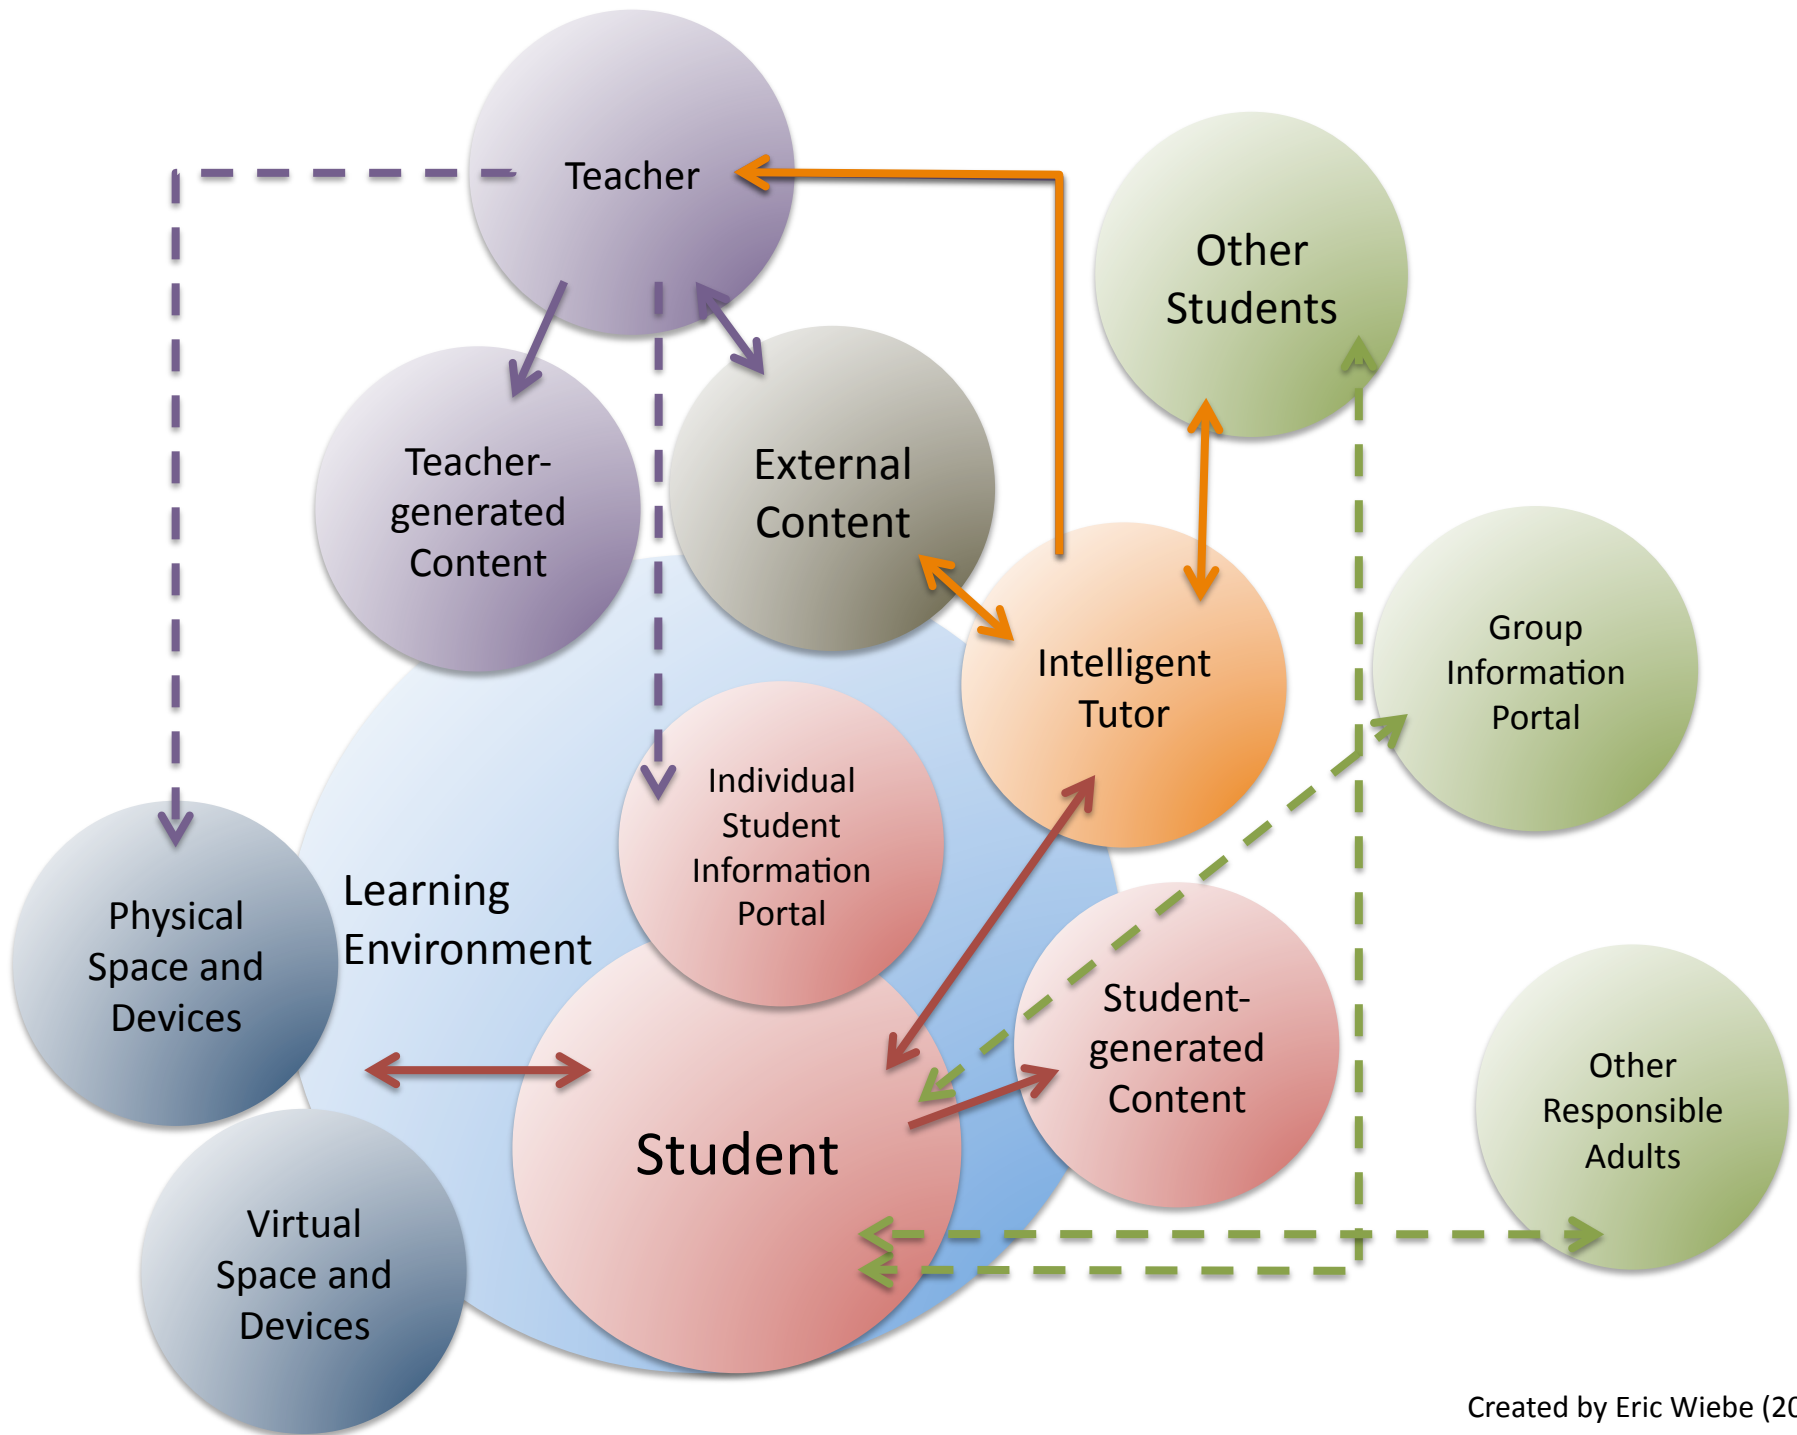 Teacher
Other
Students
Teacher-
generated
Content
External
Content
Intelligent
Tutor
Group
Information
Portal
Individual
Student
Information
Portal
Learning
Environment
Physical
Space and
Devices
Student-
generated
Content
Other
Responsible
Adults
Student
Virtual
Space and
Devices
Created by Eric Wiebe (20